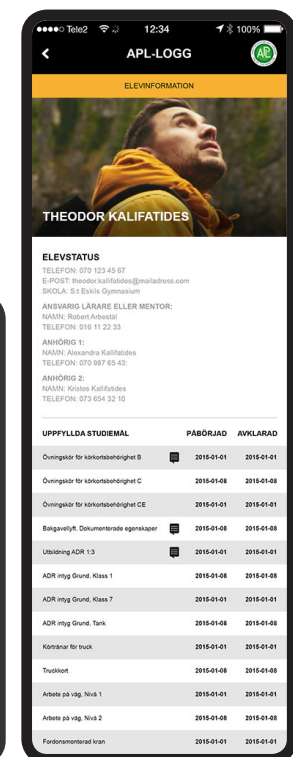 Tele2 12:34 100%
APL-LOGG APL
ELEVINFORMATION
THEODOR KALIFATIDES
ELEVSTATUS
TELEFON: 070 123 45 67
E-POST: theodor.kallifatides@mailadress.com
SKOLA: S:t Eskils Gymnasium
ANSVARIG LÄRARE ELLER MENTOR:
NAMN: Robert Arbestål
TELEFON: 016 11 22 33
ANHÖRIG 1:
NAMN: Alexandra Kallifatides
TELEFON: 070 987 65 43:
ANHÖRIG 2:
NAMN: Kristos Kallifatides
TELEFON: 073 654 32 10
UPPFYLLDA STUDIEMÅL PÅBÖRJAD AVKLARAD
Övningskör för körkortsbehörighet B 2015-01-01 2015-01-01
Övningskör för körkortsbehörighet C 2015-01-08 2015-01-08
Övningskör för körkortsbehörighet CE 2015-01-01 2015-01-01
Bakgavellyft. Dokumenterade egenskaper 2015-01-08 2015-01-08
Utbildning ADR 1:3 2015-01-01 2015-01-01
ADR intyg Grund, Klass 1 2015-01-08 2015-01-08
ADR intyg Grund, Klass 7 2015-01-08 2015-01-08
ADR intyg Grund, Tank 2015-01-08 2015-01-08
Körtränar för truck 2015-01-01 2015-01-01
Truckkort 2015-01-08 2015-01-08
Arbete på väg, Nivå 1 2015-01-01 2015-01-01
Arbete på väg, Nivå 2 2015-01-08 2015-01-08
Fordonsmonterad kran 2015-01-01 2015-01-01